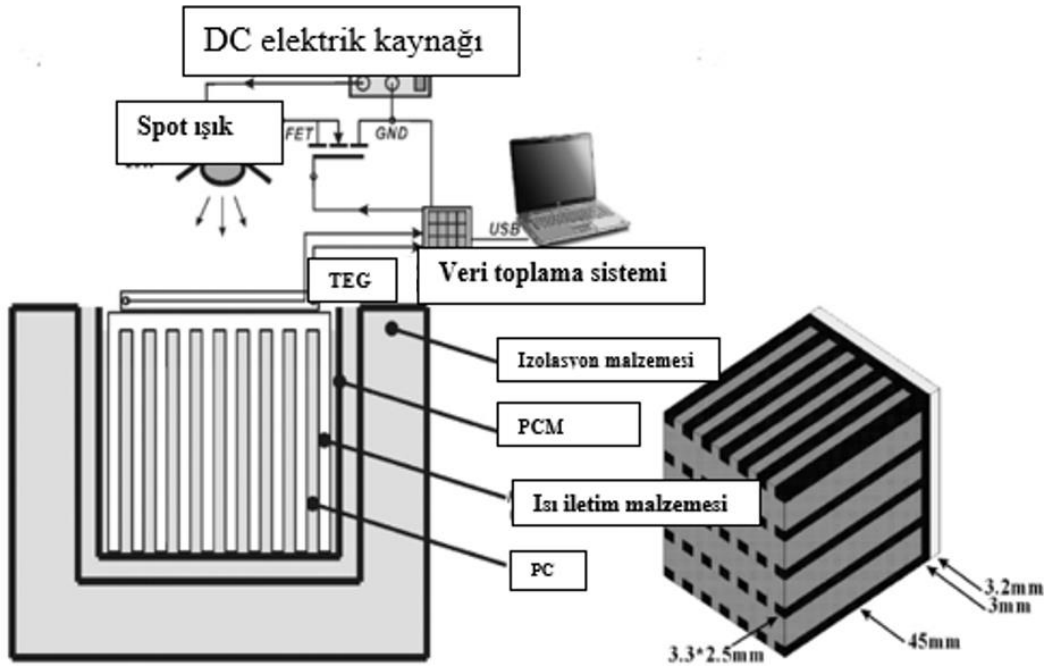 DC elektrik kaynağı
Spot ışık
FET
GND
USB
TEG
Veri toplama sistemi
Izolasyon malzemesi
PCM
Isı iletim malzemesi
PC
3.2mm
3mm
45mm
3.3*2.5mm